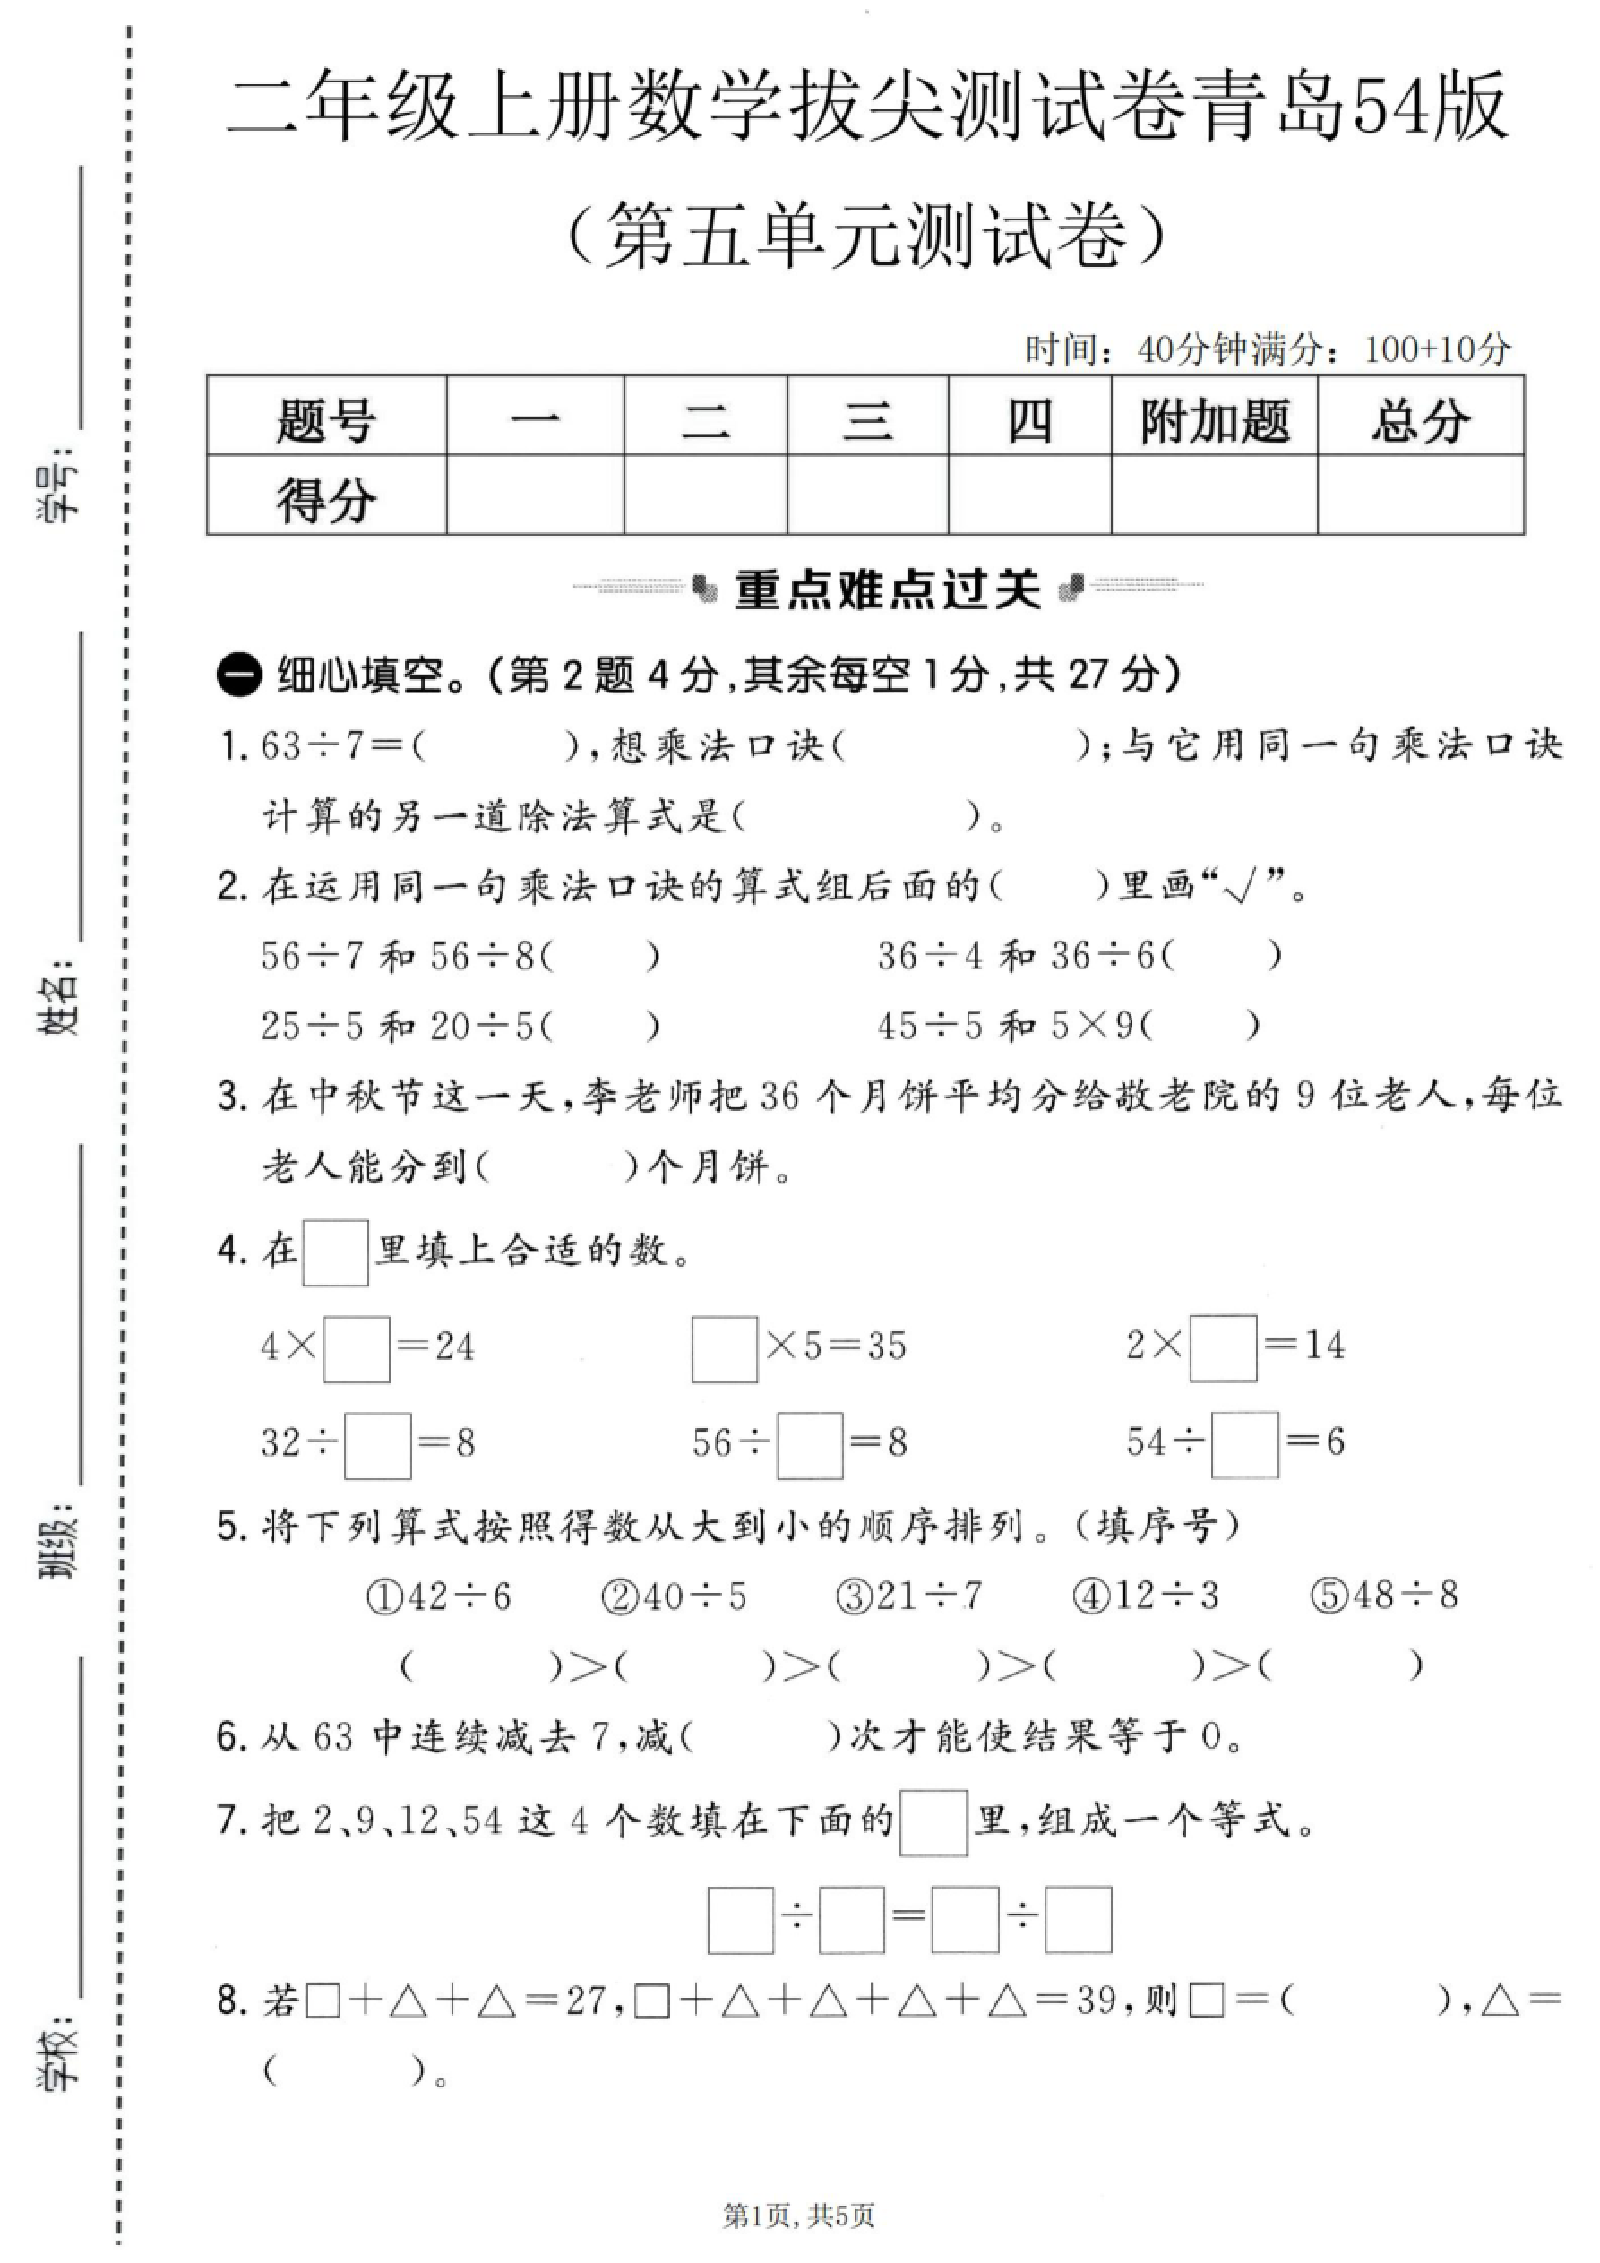 二年级上册数学拔尖测试卷青岛54版
（第五单元测试卷）
时间：40分钟满分：100+10分
题号 一 二 三 四 附加题 总分
得分
重点难点过关
一 细心填空。（第2题4分,其余每空1分,共27分）
1. 63÷7=(　　),想乘法口诀(　　);与它用同一句乘法口诀
计算的另一道除法算式是(　　)。
2. 在运用同一句乘法口诀的算式组后面的(　　)里画“√”。
56÷7和56÷8(　　)　36÷4和36÷6(　　)
25÷5和20÷5(　　)　45÷5和5×9(　　)
3. 在中秋节这一天,李老师把36个月饼平均分给敬老院的9位老人,每位
老人能分到(　　)个月饼。
4. 在□里填上合适的数。
4×□=24　□×5=35　2×□=14
32÷□=8　56÷□=8　54÷□=6
5. 将下列算式按照得数从大到小的顺序排列。(填序号)
①42÷6　②40÷5　③21÷7　④12÷3　⑤48÷8
(　　)>(　　)>(　　)>(　　)>(　　)
6. 从63中连续减去7,减(　　)次才能使结果等于0。
7. 把2、9、12、54这4个数填在下面的□里,组成一个等式。
□÷□=□÷□
8. 若□+△+△=27,□+△+△+△+△=39,则□=(　　),△=
(　　)。
学号：
姓名：
班级：
学校：
第1页,共5页